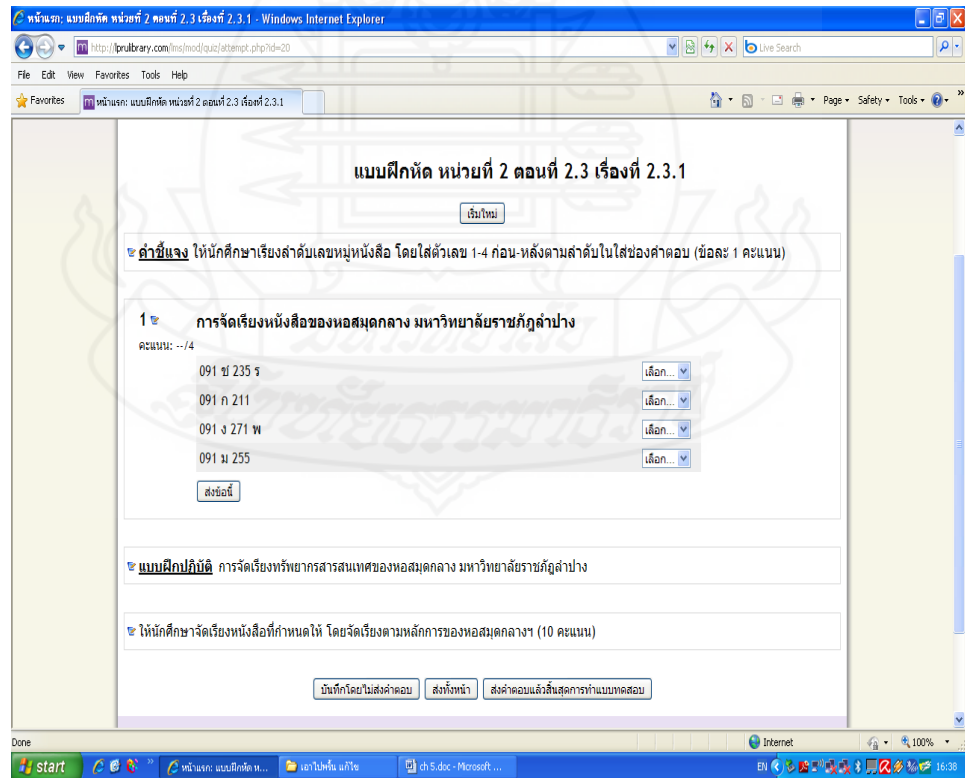 หน้าแรก: แบบฝึกหัด หน่วยที่ 2 ตอนที่ 2.3 เรื่องที่ 2.3.1 - Windows Internet Explorer
http://lprulibrary.com/lms/mod/quiz/attempt.php?id=20
Live Search
File Edit View Favorites Tools Help
Favorites หน้าแรก: แบบฝึกหัด หน่วยที่ 2 ตอนที่ 2.3 เรื่องที่ 2.3.1 Page Safety Tools
แบบฝึกหัด หน่วยที่ 2 ตอนที่ 2.3 เรื่องที่ 2.3.1
เริ่มใหม่
คำชี้แจง ให้นักศึกษาเรียงลำดับเลขหมู่หนังสือ โดยใส่ตัวเลข 1-4 ก่อน-หลังตามลำดับในใส่ช่องคำตอบ (ข้อละ 1 คะแนน)
1 การจัดเรียงหนังสือของหอสมุดกลาง มหาวิทยาลัยราชภัฏลำปาง
คะแนน: --/4
091 ช 235 ร เลือก...
091 ก 211 เลือก...
091 ง 271 พ เลือก...
091 ม 255 เลือก...
ส่งข้อนี้
แบบฝึกปฏิบัติ การจัดเรียงทรัพยากรสารสนเทศของหอสมุดกลาง มหาวิทยาลัยราชภัฏลำปาง
ให้นักศึกษาจัดเรียงหนังสือที่กำหนดให้ โดยจัดเรียงตามหลักการของหอสมุดกลางฯ (10 คะแนน)
บันทึกโดยไม่ส่งคำตอบ ส่งทั้งหน้า ส่งคำตอบแล้วสิ้นสุดการทำแบบทดสอบ
Done Internet 100%
start หน้าแรก: แบบฝึกหัด ห... เอาไปพริ้น แก้ไข ch 5.doc - Microsoft ... EN 16:38